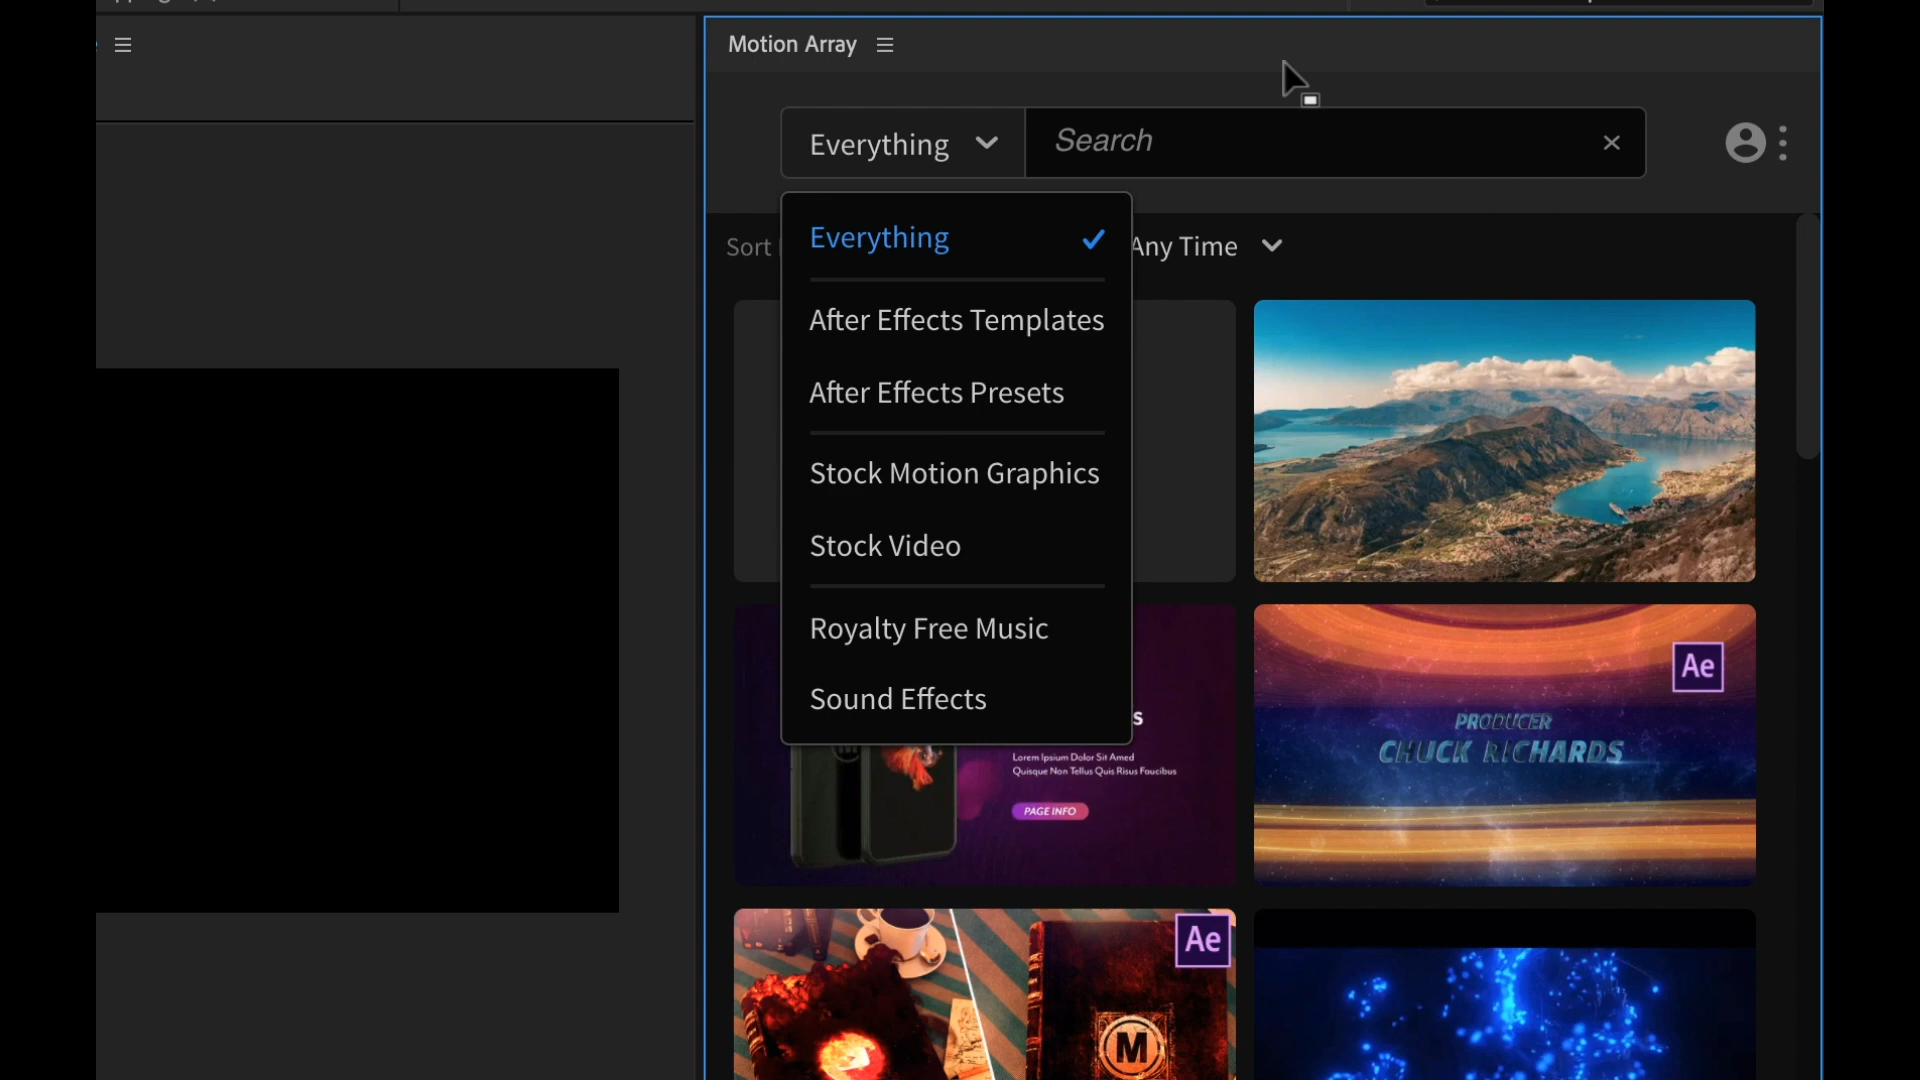 Motion Array
Everything
Search
Everything
Sort
Any Time
After Effects Templates
After Effects Presets
Stock Motion Graphics
Stock Video
Royalty Free Music
Sound Effects
s
Lorem Ipsum Dolor Sit Amed
Quisque Non Tellus Quis Risus Faucibus
PAGE INFO
Ae
PRODUCER
CHUCK RICHARDS
Ae
M